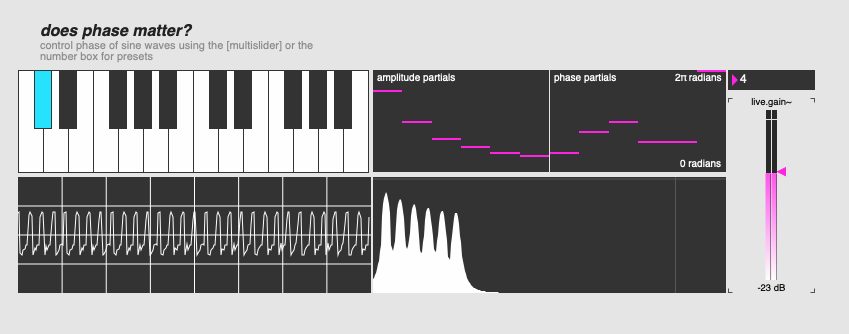 does phase matter?
control phase of sine waves using the [multislider] or the
number box for presets
amplitude partials
phase partials
2π radians
4
live.gain~
0 radians
-23 dB